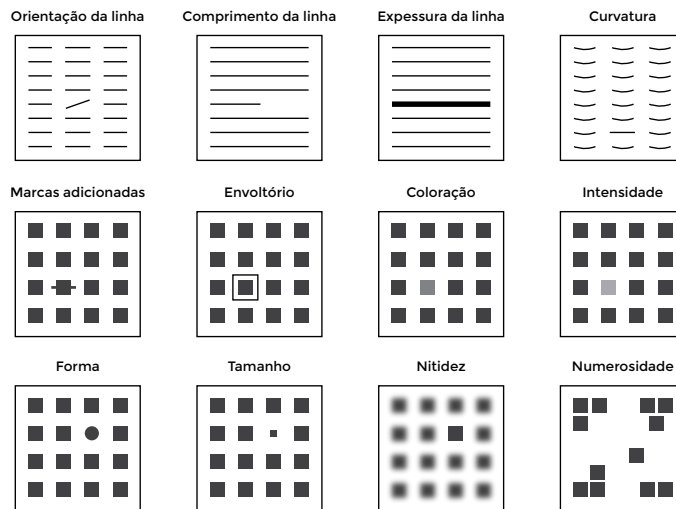 Orientação da linha
Comprimento da linha
Expessura da linha
Curvatura
Marcas adicionadas
Envoltório
Coloração
Intensidade
Forma
Tamanho
Nitidez
Numerosidade